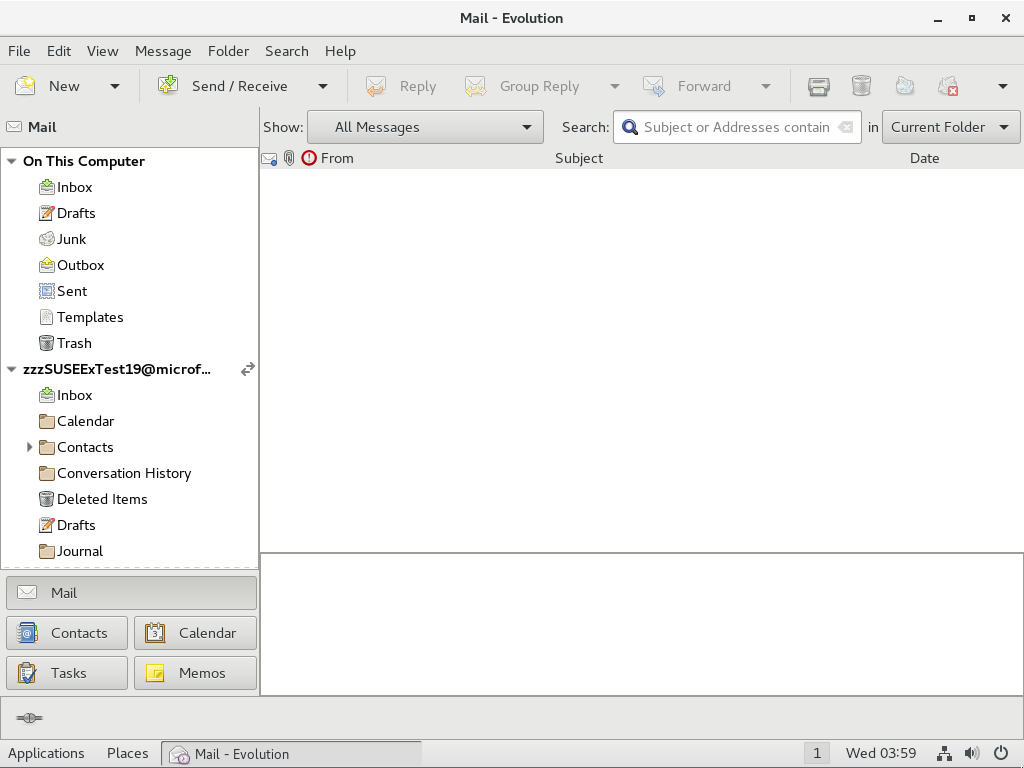 Mail - Evolution
File Edit View Message Folder Search Help
New Send / Receive Reply Group Reply Forward
Mail
Show: All Messages Search: Subject or Addresses contain in Current Folder
From Subject Date
On This Computer
Inbox
Drafts
Junk
Outbox
Sent
Templates
Trash
zzzSUSEExTest19@microf...
Inbox
Calendar
Contacts
Conversation History
Deleted Items
Drafts
Journal
Mail
Contacts Calendar
Tasks Memos
Applications Places Mail - Evolution 1 Wed 03:59